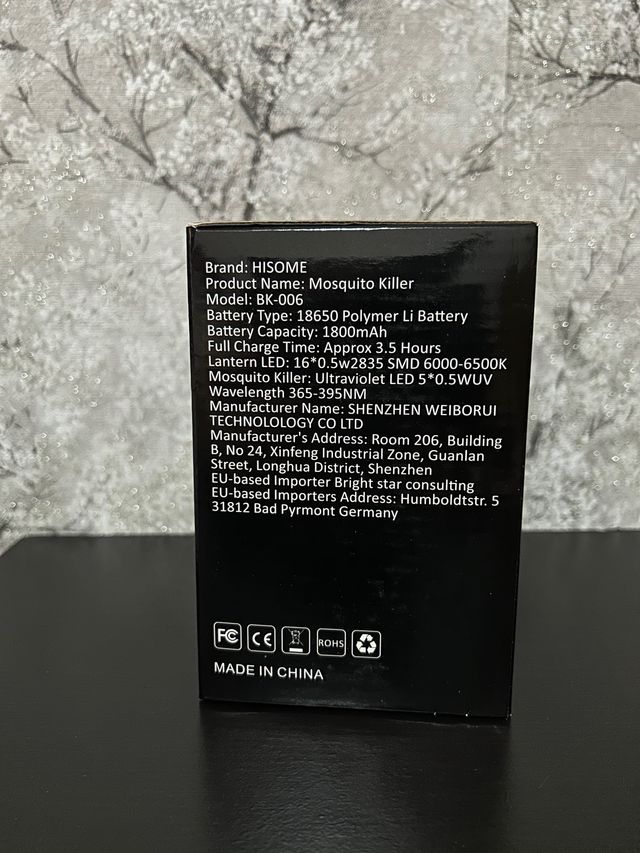 Brand: HISOME
Product Name: Mosquito Killer
Model: BK-006
Battery Type: 18650 Polymer Li Battery
Battery Capacity: 1800mAh
Full Charge Time: Approx 3.5 Hours
Lantern LED: 16*0.5w2835 SMD 6000-6500K
Mosquito Killer: Ultraviolet LED 5*0.5WUV
Wavelength 365-395NM
Manufacturer Name: SHENZHEN WEIBORUI
TECHNOLOLOGY CO LTD
Manufacturer's Address: Room 206, Building
B, No 24, Xinfeng Industrial Zone, Guanlan
Street, Longhua District, Shenzhen
EU-based Importer Bright star consulting
EU-based Importers Address: Humboldtstr. 5
31812 Bad Pyrmont Germany
FC CE ROHS
MADE IN CHINA